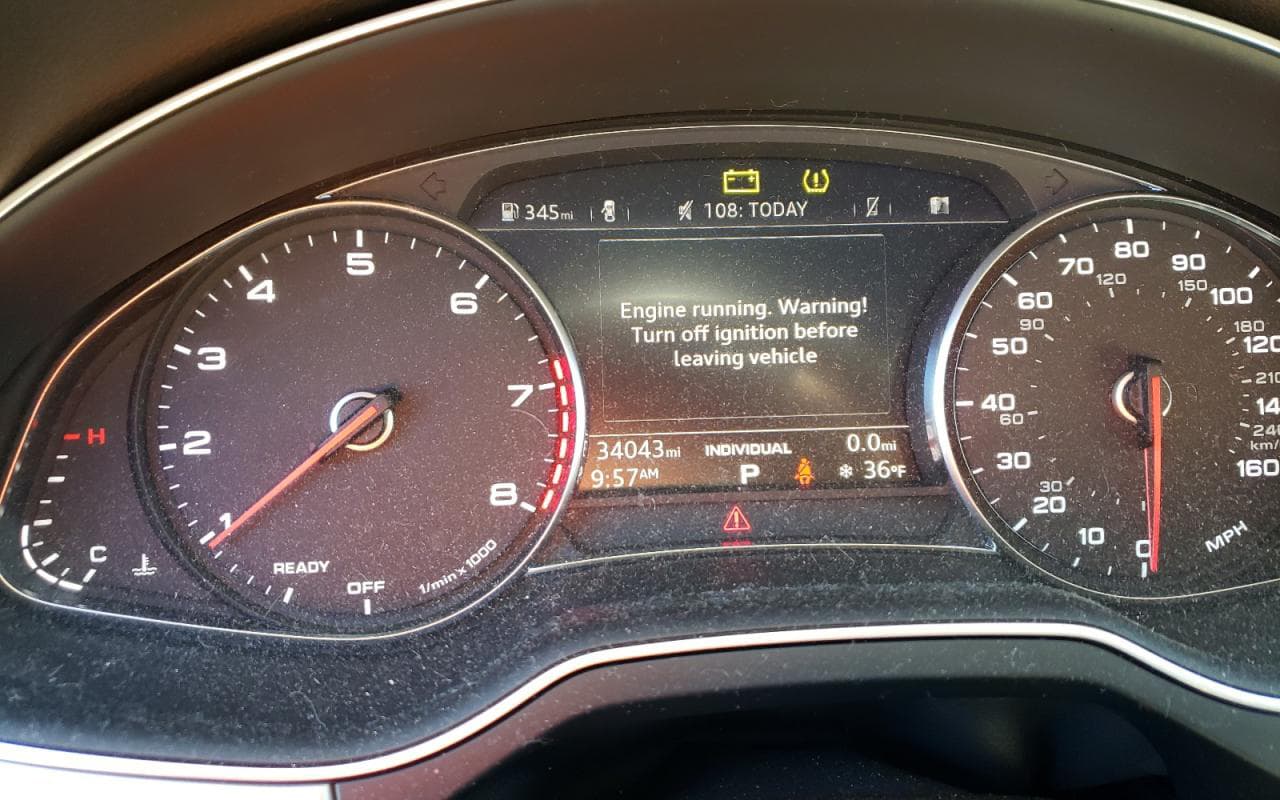 345mi
108: TODAY
Engine running. Warning!
Turn off ignition before
leaving vehicle
34043mi
INDIVIDUAL
0.0mi
9:57AM
P
36°F
H
C
1
2
3
4
5
6
7
8
READY
OFF
1/min x 1000
0
10
20
30
40
50
60
70
80
90
100
120
160
30
60
90
120
150
180
MPH